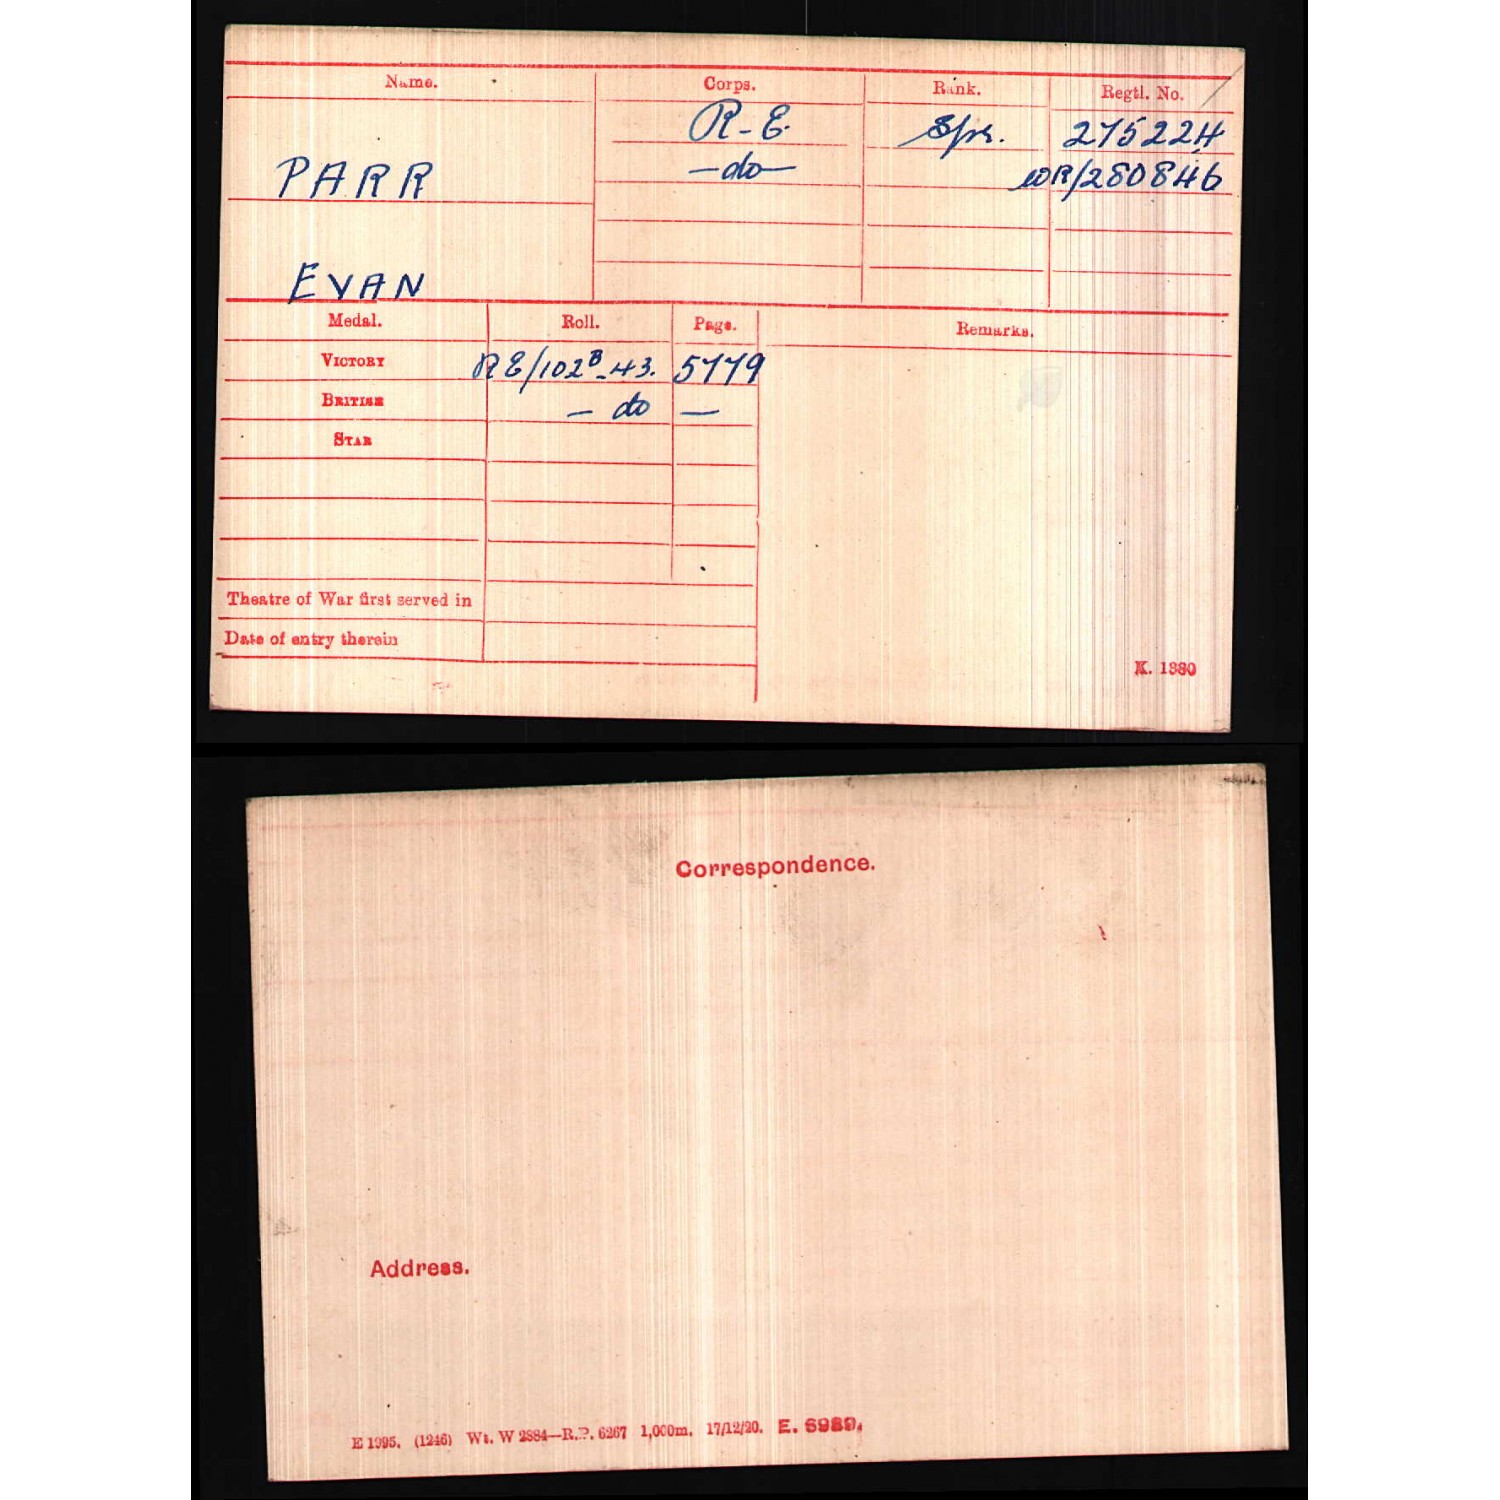 Name. Corps. Rank. Regtl. No.
R-E. Spr. 275224
PARR —do— WR/280846
EVAN
Medal. Roll. Page. Remarks.
VICTORY RE/102ᴮ-43. 5779
BRITISH — do —
STAR
Theatre of War first served in
Date of entry therein
K. 1380
Correspondence.
Address.
E 1995. (1246) Wt. W 2884—R.P. 6267 1,000m. 17/12/20. E. 6989.